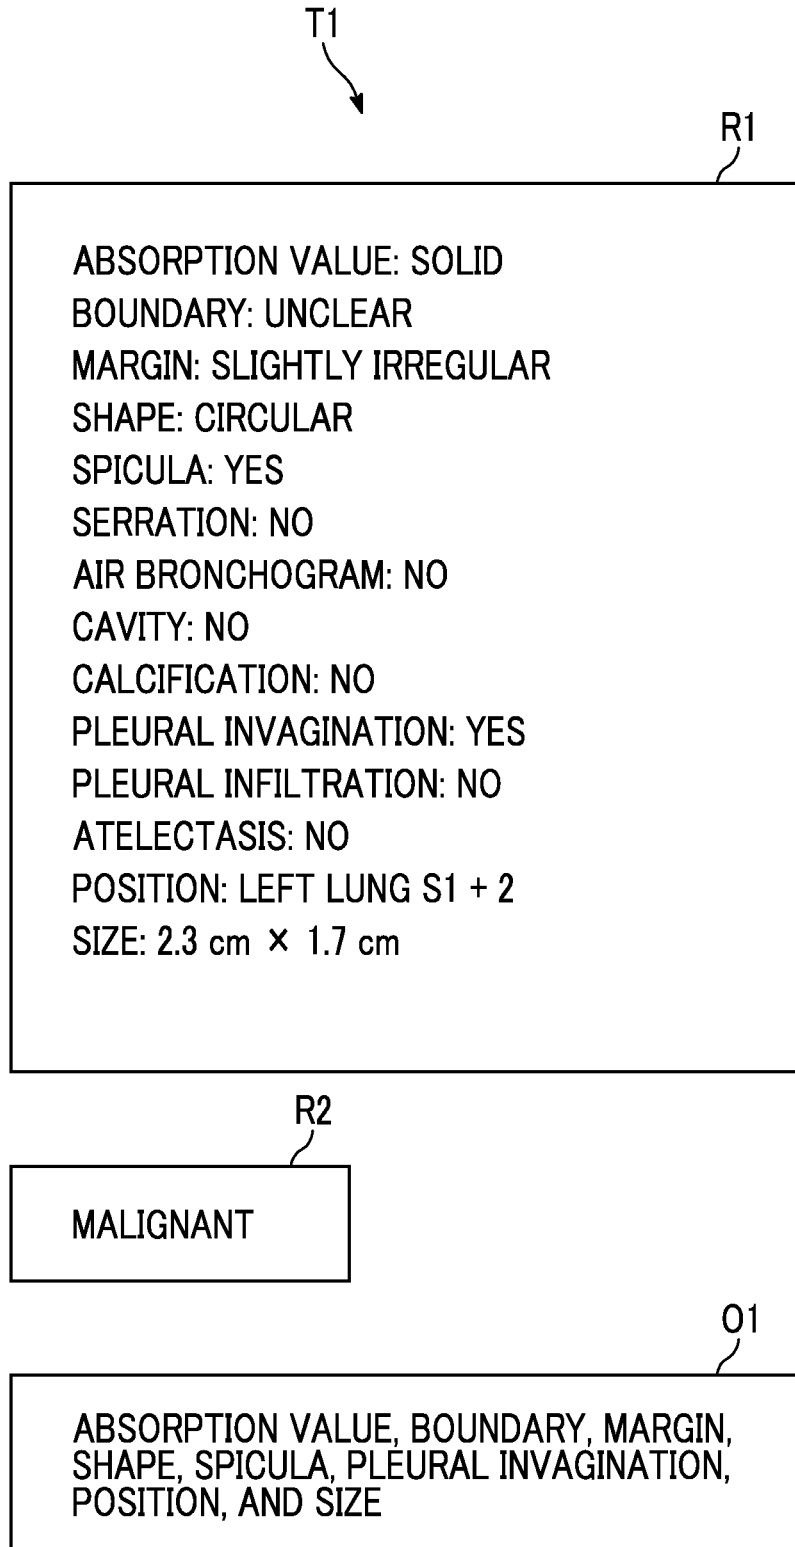 T1
R1
ABSORPTION VALUE: SOLID
BOUNDARY: UNCLEAR
MARGIN: SLIGHTLY IRREGULAR
SHAPE: CIRCULAR
SPICULA: YES
SERRATION: NO
AIR BRONCHOGRAM: NO
CAVITY: NO
CALCIFICATION: NO
PLEURAL INVAGINATION: YES
PLEURAL INFILTRATION: NO
ATELECTASIS: NO
POSITION: LEFT LUNG S1 + 2
SIZE: 2.3 cm × 1.7 cm
R2
MALIGNANT
O1
ABSORPTION VALUE, BOUNDARY, MARGIN,
SHAPE, SPICULA, PLEURAL INVAGINATION,
POSITION, AND SIZE